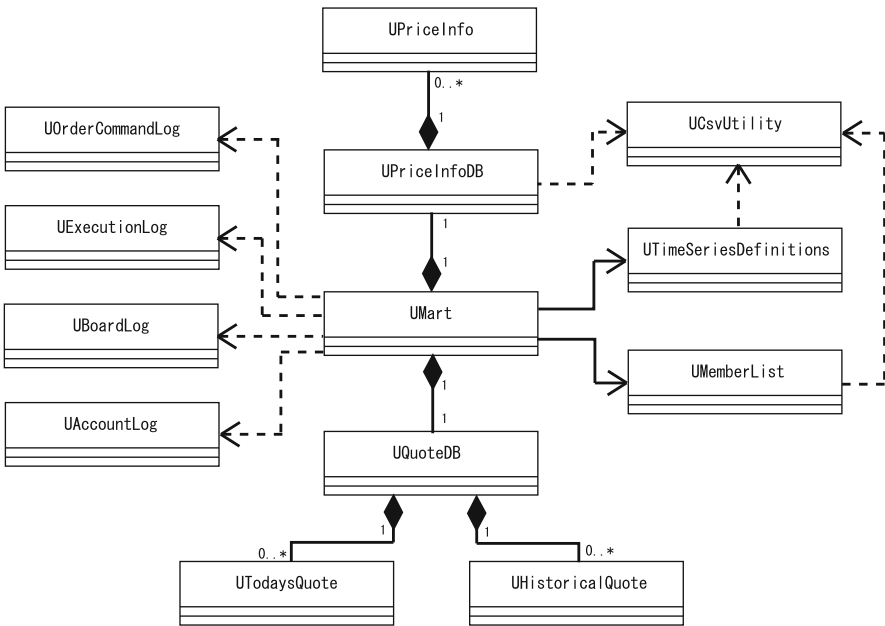 UPriceInfo
0..*
1
UOrderCommandLog
UCsvUtility
UPriceInfoDB
1
UExecutionLog
UTimeSeriesDefinitions
1
UMart
UBoardLog
UMemberList
1
UAccountLog
1
UQuoteDB
1
1
0..*
0..*
UTodaysQuote
UHistoricalQuote